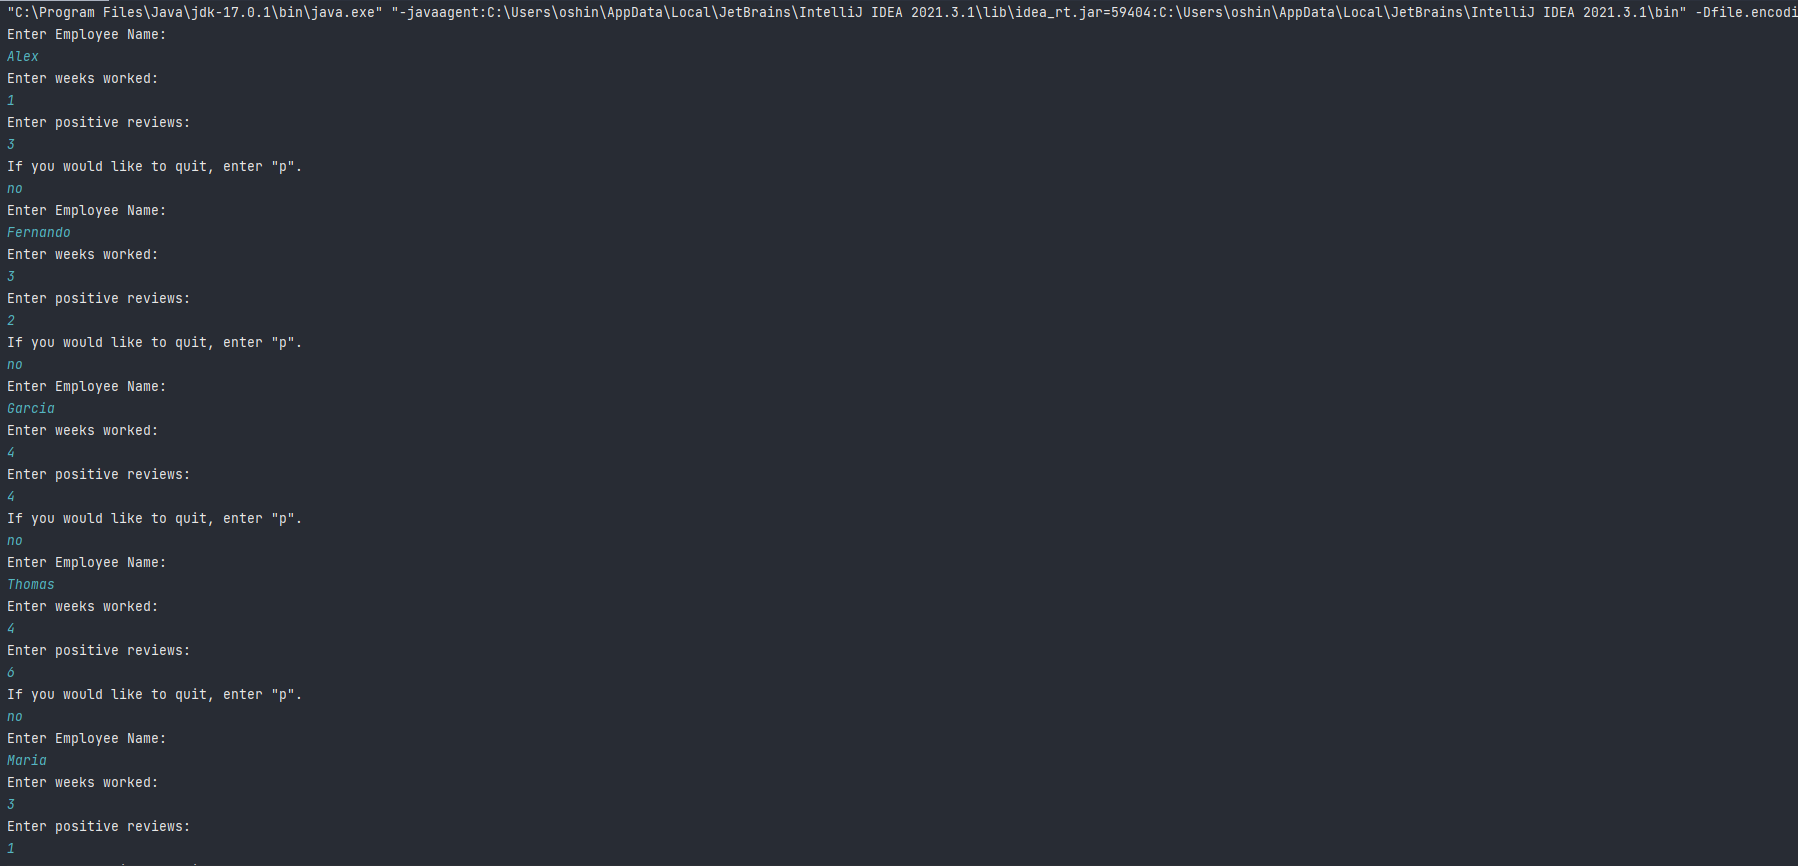 "C:\Program Files\Java\jdk-17.0.1\bin\java.exe" "-javaagent:C:\Users\oshin\AppData\Local\JetBrains\IntelliJ IDEA 2021.3.1\lib\idea_rt.jar=59404:C:\Users\oshin\AppData\Local\JetBrains\IntelliJ IDEA 2021.3.1\bin" -Dfile.encodi
Enter Employee Name:
Alex
Enter weeks worked:
1
Enter positive reviews:
3
If you would like to quit, enter "p".
no
Enter Employee Name:
Fernando
Enter weeks worked:
3
Enter positive reviews:
2
If you would like to quit, enter "p".
no
Enter Employee Name:
Garcia
Enter weeks worked:
4
Enter positive reviews:
4
If you would like to quit, enter "p".
no
Enter Employee Name:
Thomas
Enter weeks worked:
4
Enter positive reviews:
6
If you would like to quit, enter "p".
no
Enter Employee Name:
Maria
Enter weeks worked:
3
Enter positive reviews:
1